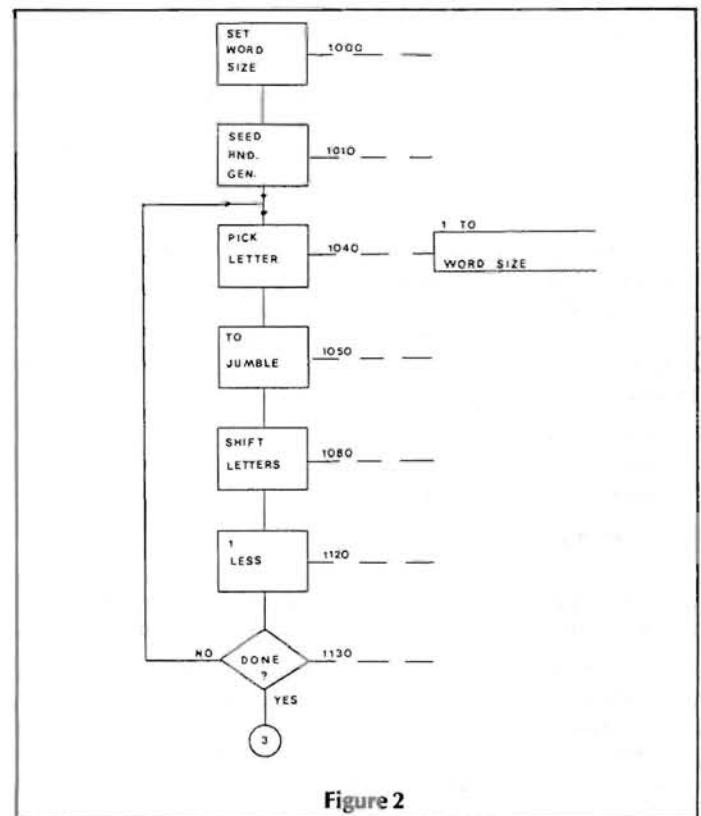 SET
WORD
SIZE
1000
SEED
HND.
GEN.
1010
PICK
LETTER
1040
1 TO
WORD SIZE
TO
JUMBLE
1050
SHIFT
LETTERS
1080
1
LESS
1120
NO
DONE
?
1130
YES
3
Figure 2